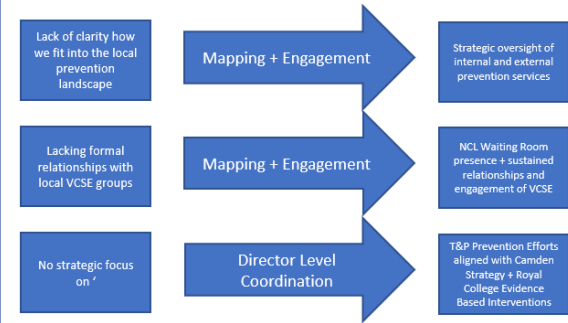 Lack of clarity how
we fit into the local
prevention
landscape
Mapping + Engagement
Strategic oversight of
internal and external
prevention services
Lacking formal
relationships with
local VCSE groups
Mapping + Engagement
NCL Waiting Room
presence + sustained
relationships and
engagement of VCSE
No strategic focus
on ‘
Director Level
Coordination
T&P Prevention Efforts
aligned with Camden
Strategy + Royal
College Evidence
Based Interventions